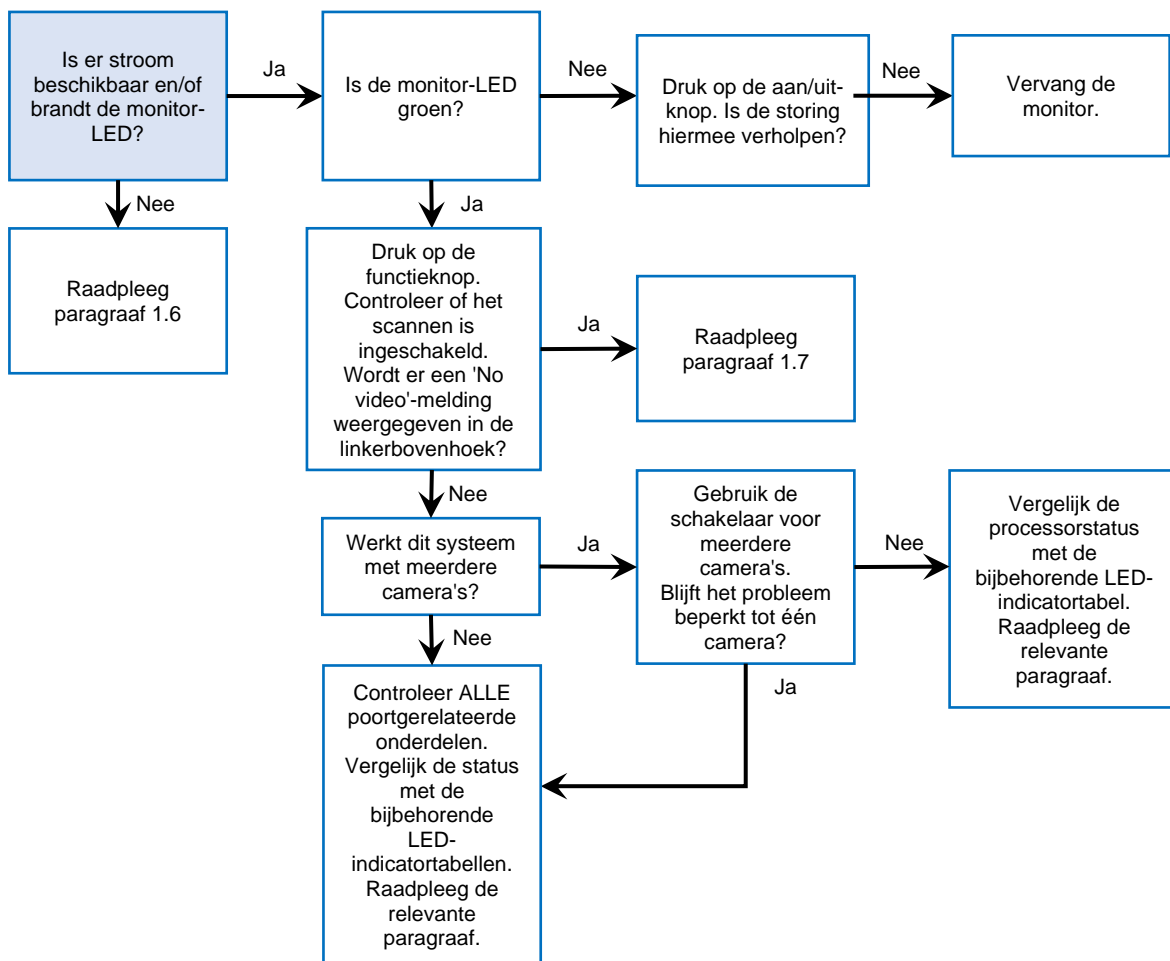 Is er stroom
beschikbaar en/of
brandt de monitor-
LED?
Ja
Is de monitor-LED
groen?
Nee
Druk op de aan/uit-
knop. Is de storing
hiermee verholpen?
Nee
Vervang de
monitor.
Nee
Raadpleeg
paragraaf 1.6
Ja
Druk op de
functieknop.
Controleer of het
scannen is
ingeschakeld.
Wordt er een 'No
video'-melding
weergegeven in de
linkerbovenhoek?
Ja
Raadpleeg
paragraaf 1.7
Nee
Werkt dit systeem
met meerdere
camera's?
Ja
Gebruik de
schakelaar voor
meerdere
camera's.
Blijft het probleem
beperkt tot één
camera?
Nee
Vergelijk de
processorstatus
met de
bijbehorende LED-
indicatortabel.
Raadpleeg de
relevante
paragraaf.
Nee
Ja
Controleer ALLE
poortgerelateerde
onderdelen.
Vergelijk de status
met de
bijbehorende
LED-
indicatortabellen.
Raadpleeg de
relevante
paragraaf.